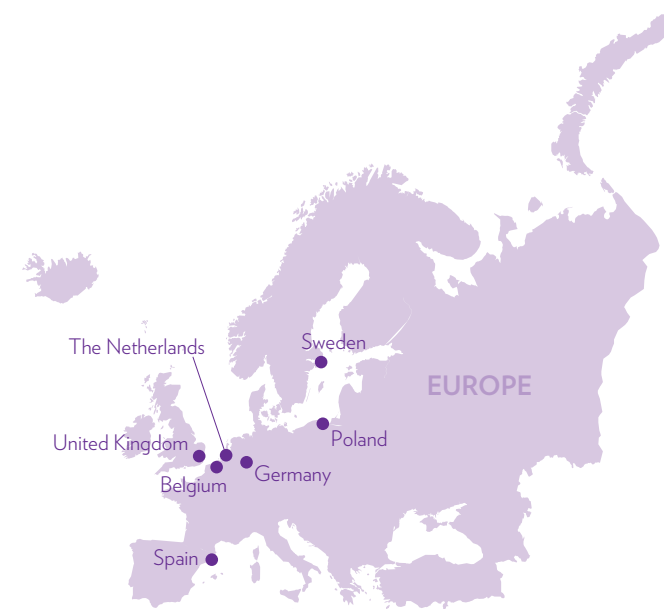 Sweden
The Netherlands
EUROPE
Poland
United Kingdom
Germany
Belgium
Spain